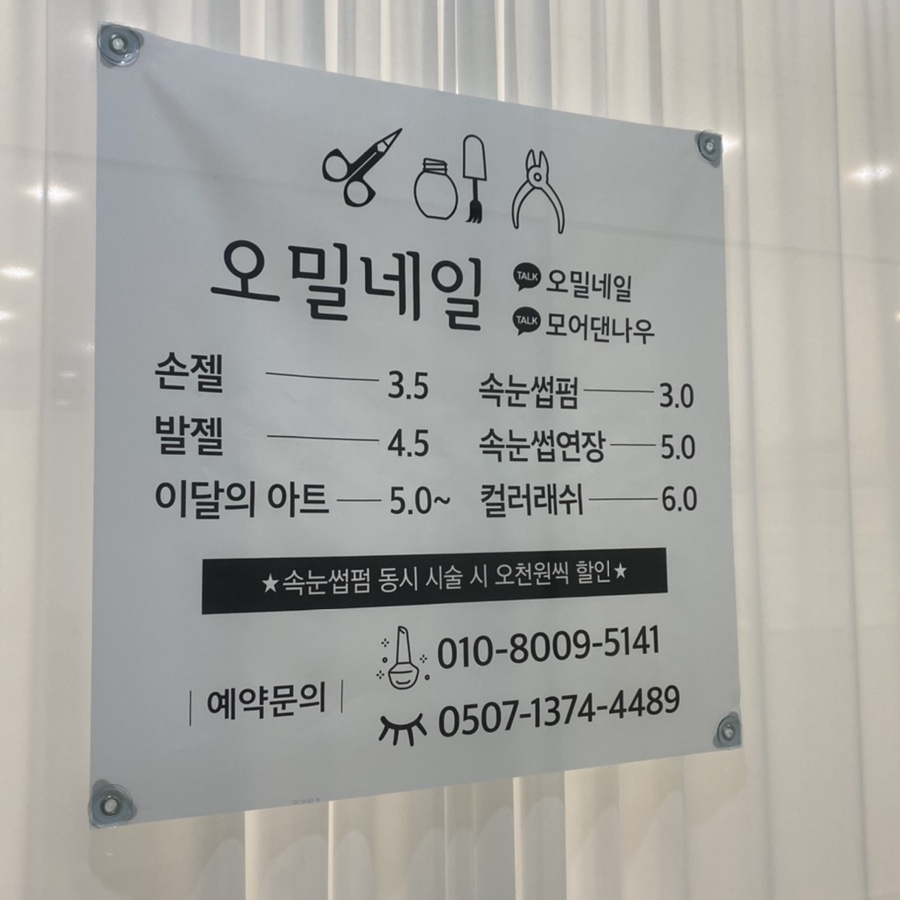 오밀네일
TALK 오밀네일
TALK 모어댄나우
손젤 3.5
발젤 4.5
이달의 아트 5.0~
속눈썹펌 3.0
속눈썹연장 5.0
컬러래쉬 6.0
★속눈썹펌 동시 시술 시 오천원씩 할인★
예약문의
010-8009-5141
0507-1374-4489